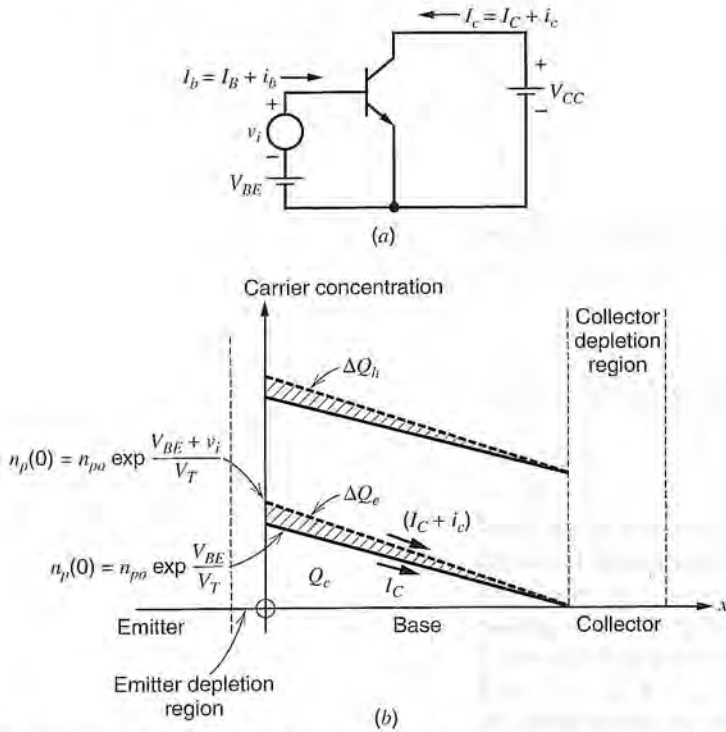 I_c = I_C + i_c
I_b = I_B + i_b
+
v_i
−
V_BE
+
V_CC
−
(a)
Carrier concentration
Collector
depletion
region
ΔQ_h
n_p(0) = n_po exp (V_BE + v_i)/V_T
ΔQ_e
(I_C + i_c)
n_p(0) = n_po exp V_BE/V_T
Q_e
I_C
x
Emitter
Base
Collector
Emitter depletion
region
(b)